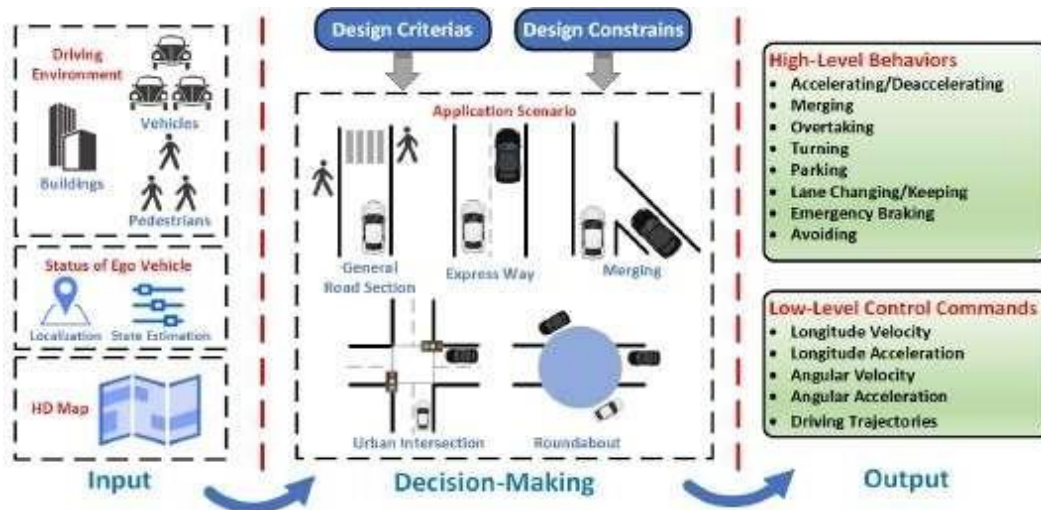 Driving
Environment
Vehicles
Buildings
Pedestrians
Status of Ego Vehicle
Localization
State Estimation
HD Map
Input
Design Criterias
Design Constrains
Application Scenario
General
Road Section
Express Way
Merging
Urban Intersection
Roundabout
Decision-Making
High-Level Behaviors
• Accelerating/Deaccelerating
• Merging
• Overtaking
• Turning
• Parking
• Lane Changing/Keeping
• Emergency Braking
• Avoiding
Low-Level Control Commands
• Longitude Velocity
• Longitude Acceleration
• Angular Velocity
• Angular Acceleration
• Driving Trajectories
Output